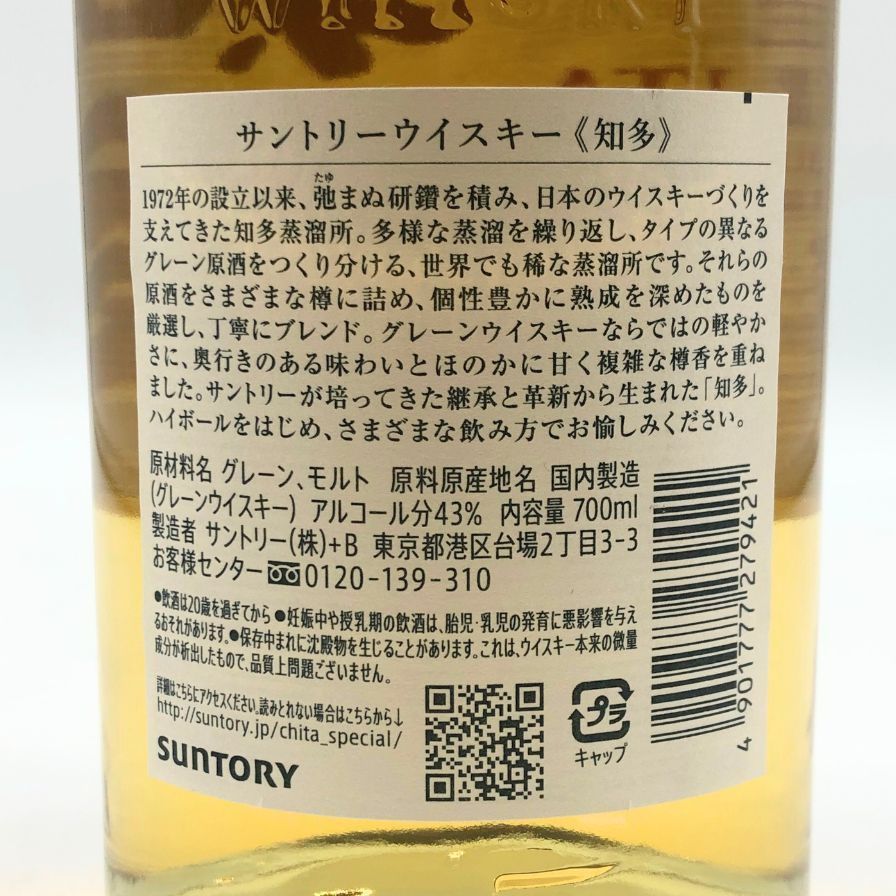 WHISKY
サントリーウイスキー《知多》
たゆ
1972年の設立以来、弛まぬ研鑽を積み、日本のウイスキーづくりを
支えてきた知多蒸溜所。多様な蒸溜を繰り返し、タイプの異なる
グレーン原酒をつくり分ける、世界でも稀な蒸溜所です。それらの
原酒をさまざまな樽に詰め、個性豊かに熟成を深めたものを
厳選し、丁寧にブレンド。グレーンウイスキーならではの軽やか
さに、奥行きのある味わいとほのかに甘く複雑な樽香を重ね
ました。サントリーが培ってきた継承と革新から生まれた「知多」。
ハイボールをはじめ、さまざまな飲み方でお愉しみください。
原材料名 グレーン、モルト 原料原産地名 国内製造
(グレーンウイスキー) アルコール分43% 内容量 700ml
製造者 サントリー(株)+B 東京都港区台場2丁目3-3
お客様センター 0120-139-310
●飲酒は20歳を過ぎてから ●妊娠中や授乳期の飲酒は、胎児・乳児の発育に悪影響を与え
るおそれがあります。●保存中まれに沈殿物を生じることがあります。これは、ウイスキー本来の微量
成分が析出したもので、品質上問題ございません。
詳細はこちらにアクセスください。読みとれない場合はこちらから↓
http://suntory.jp/chita_special/
SUNTORY
プラ
キャップ
4 901777 279421